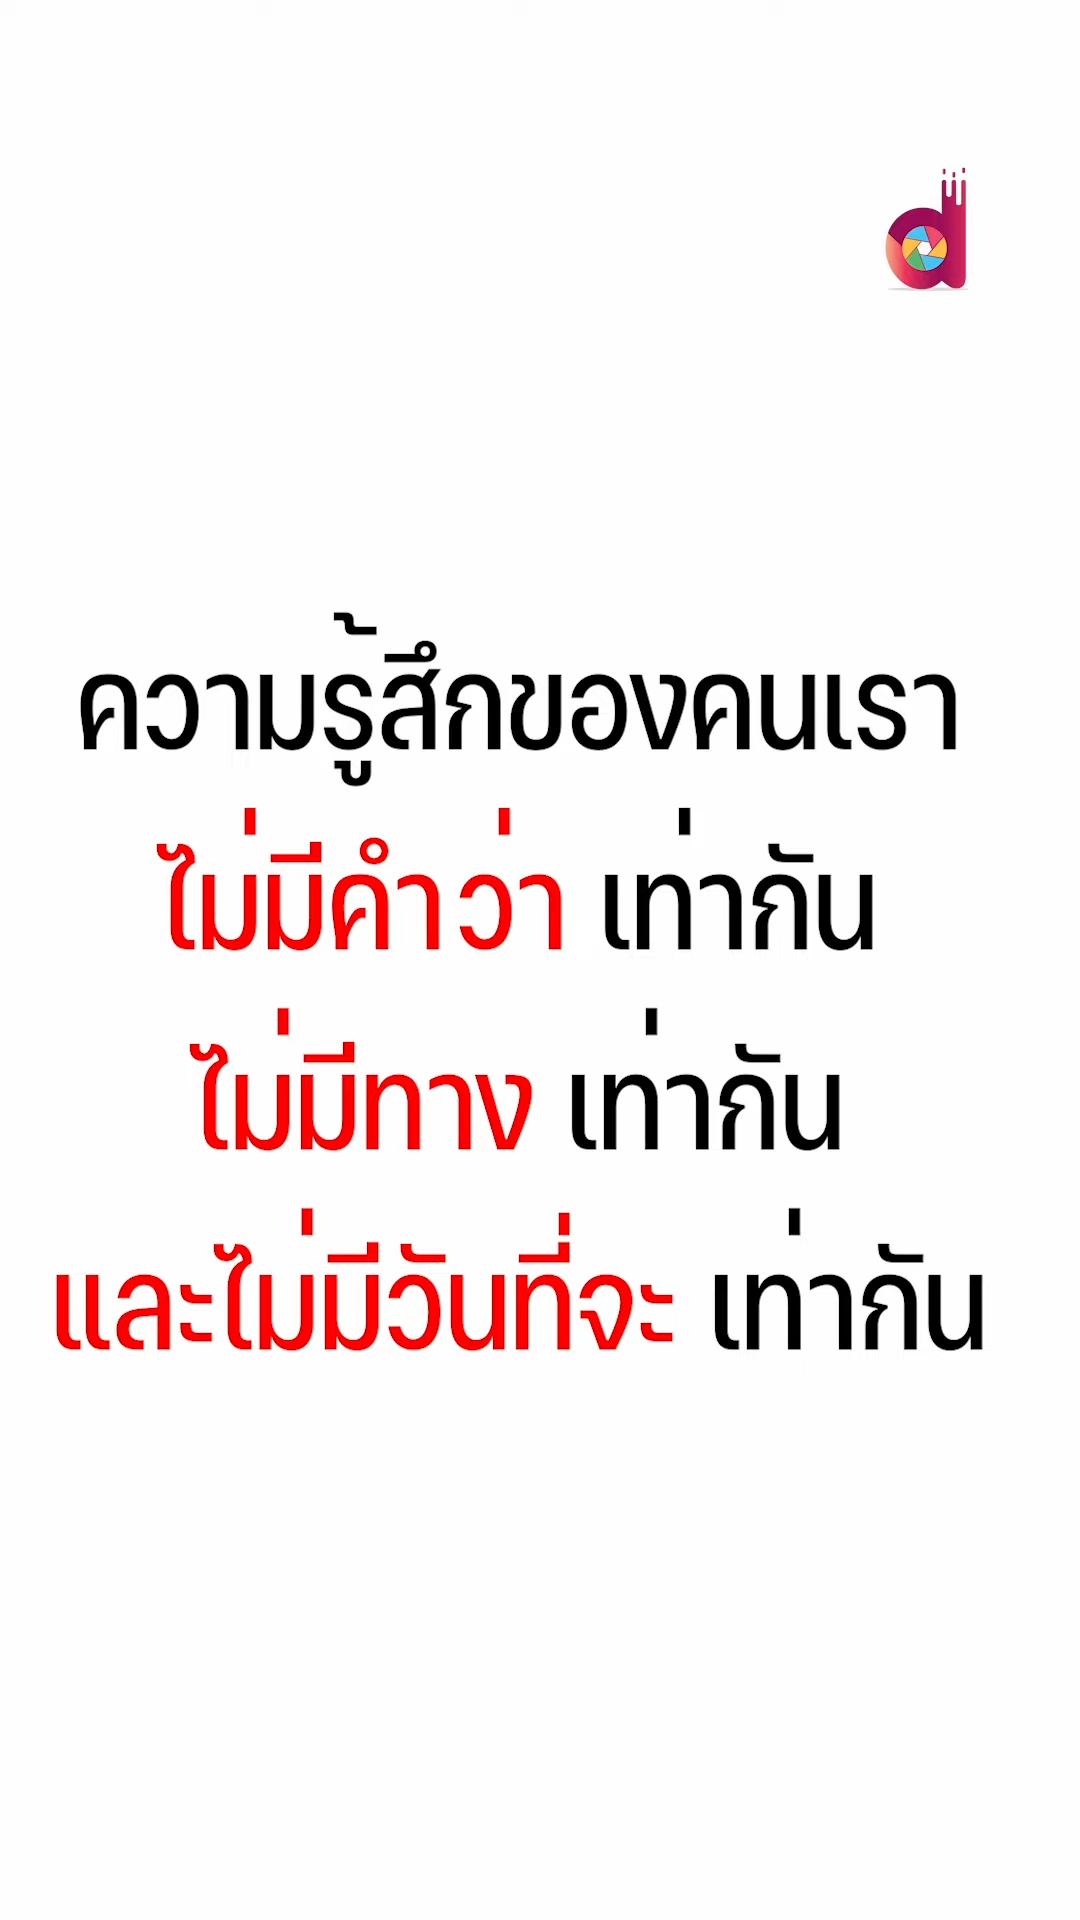 ความรู้สึกของคนเรา
ไม่มีคำว่า เท่ากัน
ไม่มีทาง เท่ากัน
และไม่มีวันที่จะ เท่ากัน